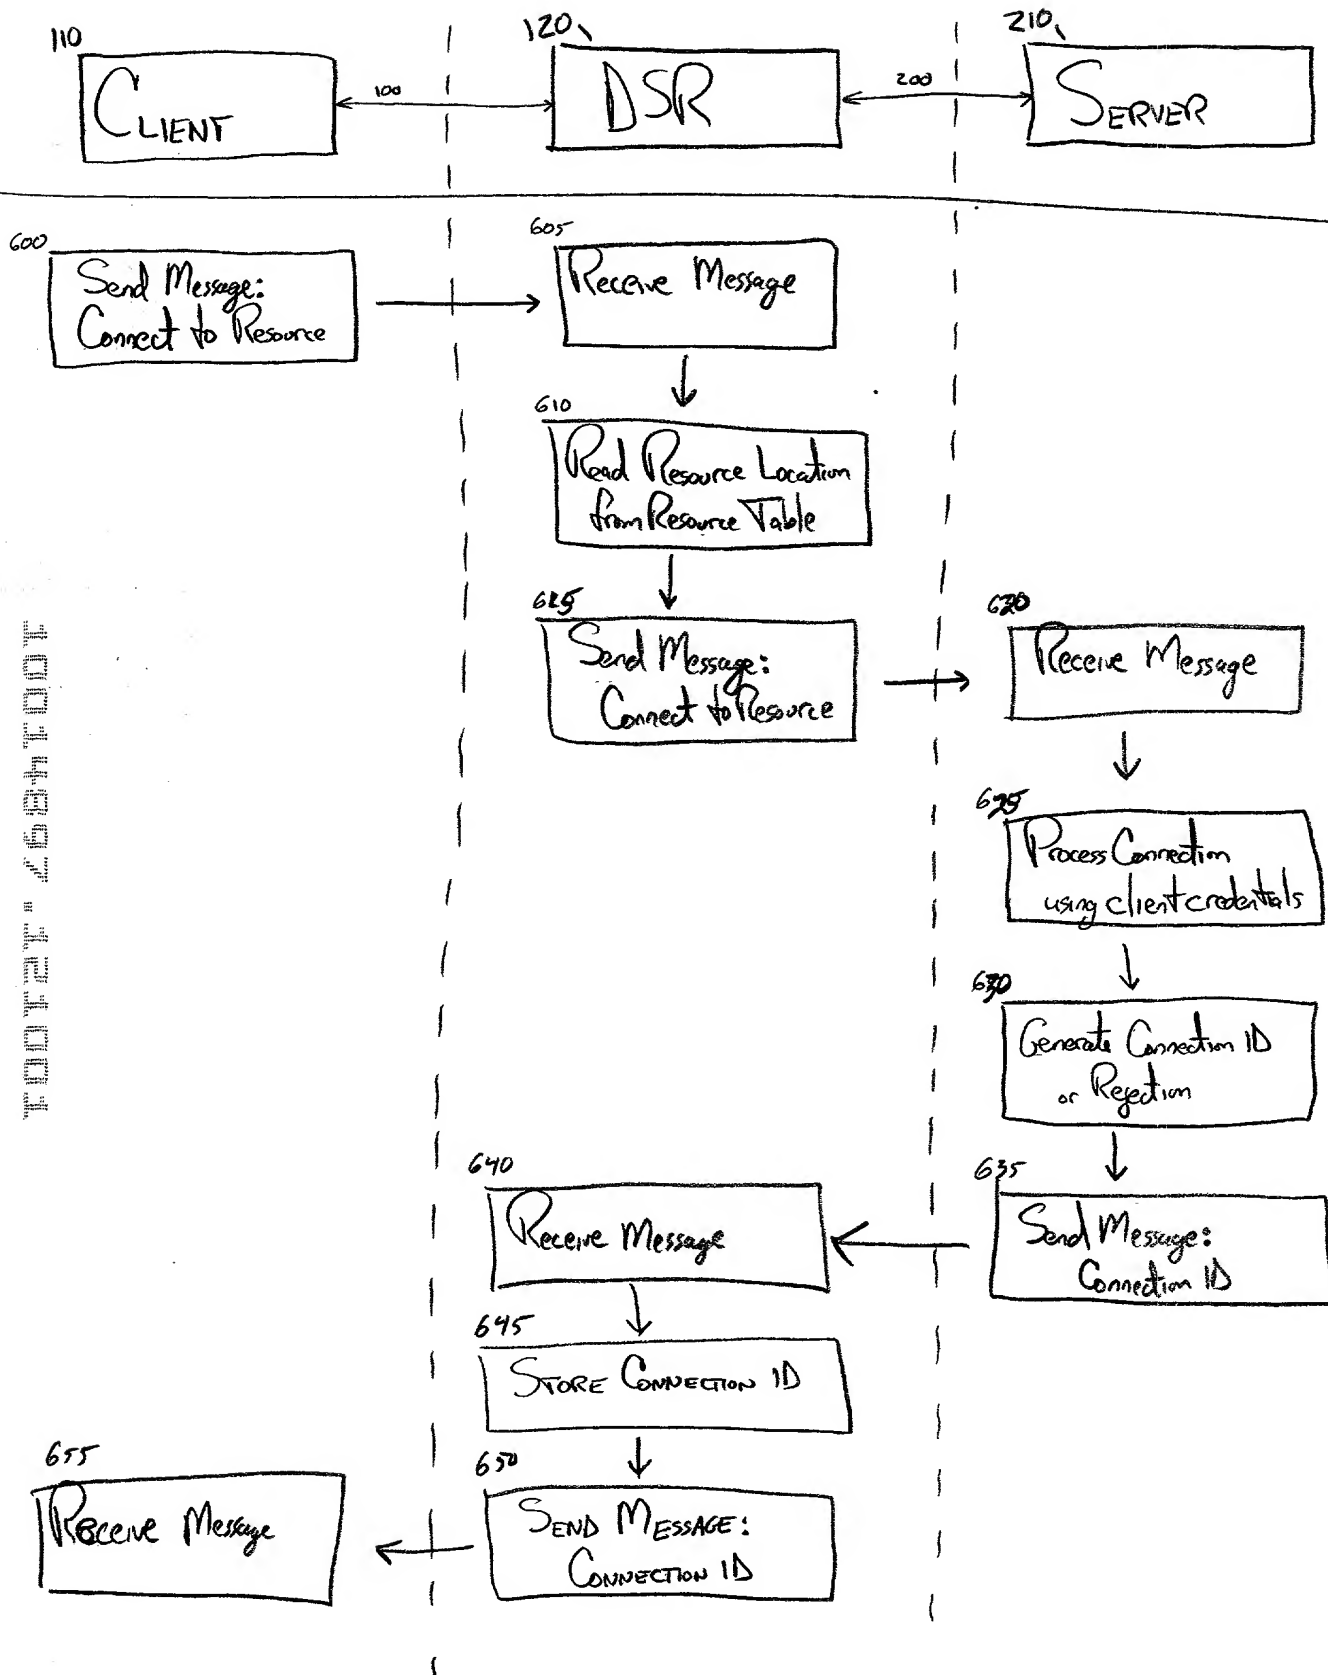 110
CLIENT
100
120
DSR
200
210
SERVER
600
Send Message:
Connect to Resource
605
Receive Message
610
Read Resource Location
from Resource Table
Send Message:
Connect to Resource
620
Receive Message
625
Process Connection
using client credentials
630
Generate Connection ID
or Rejection
635
Send Message:
Connection ID
640
Receive Message
645
STORE CONNECTION ID
650
SEND MESSAGE:
CONNECTION ID
655
Receive Message
10014897.121001